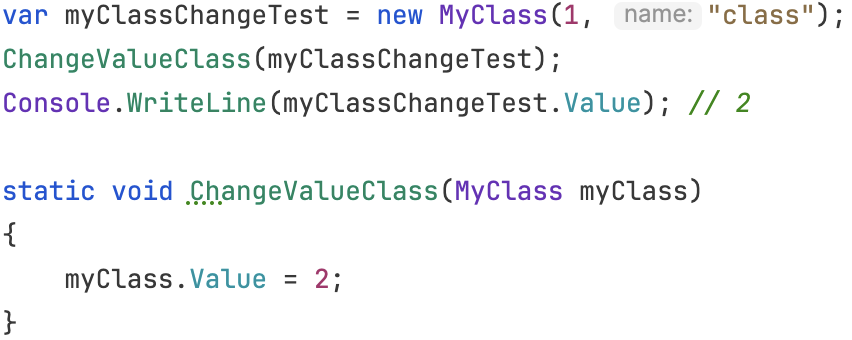 var myClassChangeTest = new MyClass(1, name: "class");
ChangeValueClass(myClassChangeTest);
Console.WriteLine(myClassChangeTest.Value); // 2
static void ChangeValueClass(MyClass myClass)
{
myClass.Value = 2;
}